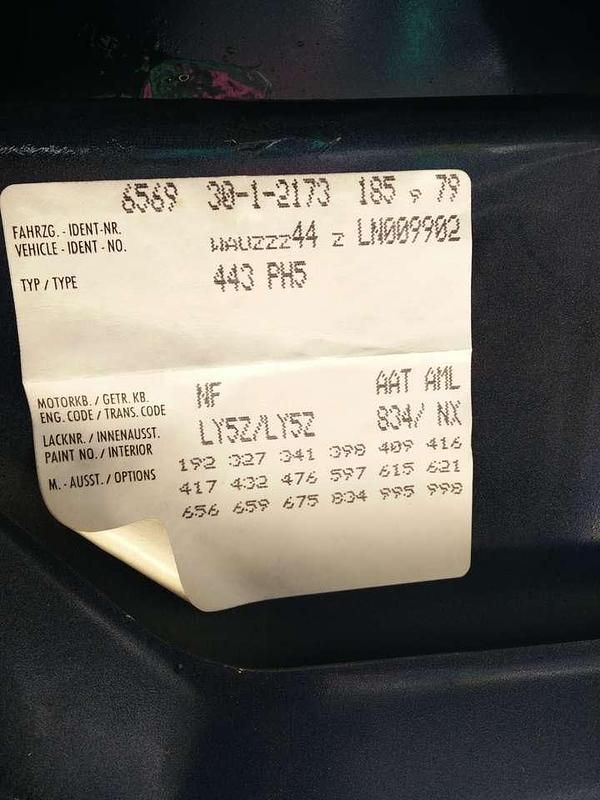 6569 30-1-2173 185 9 79
FAHRZG. - IDENT-NR.
VEHICLE - IDENT - NO. WAUZZZ44 Z LN009902
TYP / TYPE 443 PH5
MOTORKB. / GETR. KB.
ENG. CODE / TRANS. CODE NF AAT AML
LACKNR. / INNENAUSST.
PAINT NO. / INTERIOR LY5Z/LY5Z 834/ NX
M. - AUSST. / OPTIONS
192 327 341 398 409 416
417 432 476 597 615 621
656 659 675 834 995 998